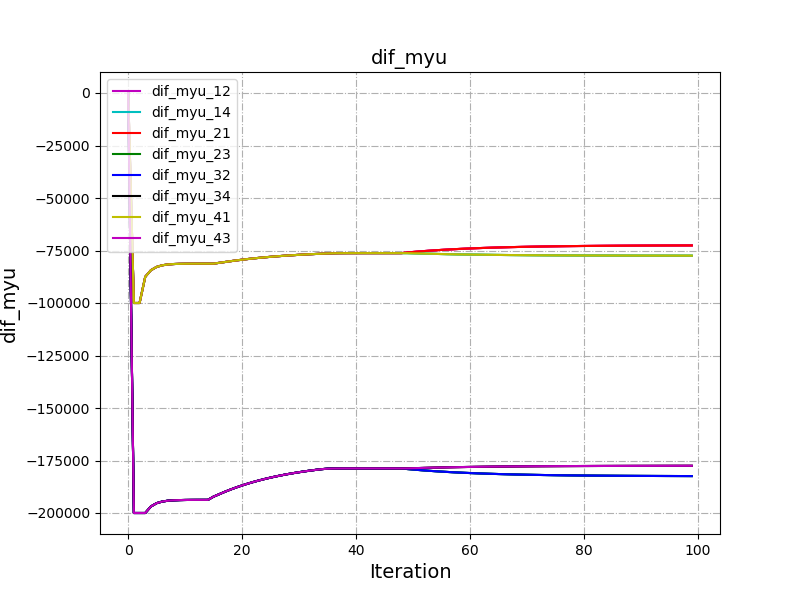 dif_myu
0
−25000
−50000
−75000
−100000
−125000
−150000
−175000
−200000
dif_myu
dif_myu_12
dif_myu_14
dif_myu_21
dif_myu_23
dif_myu_32
dif_myu_34
dif_myu_41
dif_myu_43
0 20 40 60 80 100
Iteration